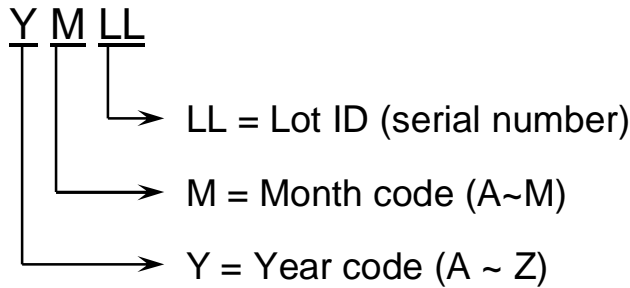 Y M LL
LL = Lot ID (serial number)
M = Month code (A~M)
Y = Year code (A ~ Z)